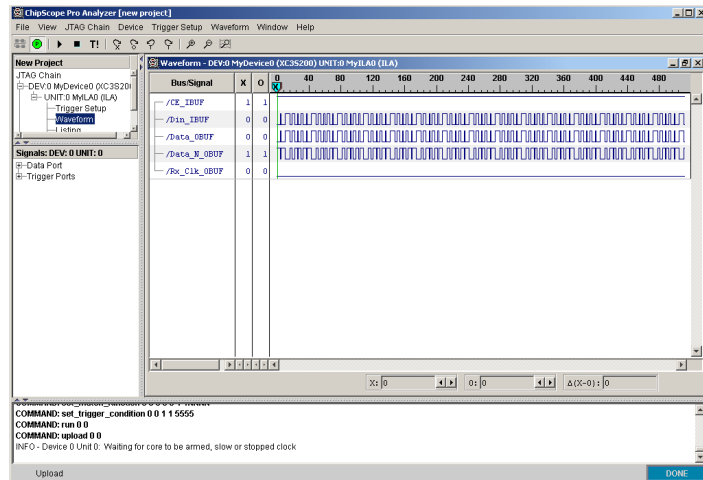 ChipScope Pro Analyzer [new project]
File View JTAG Chain Device Trigger Setup Waveform Window Help
T!
New Project
JTAG Chain
DEV:0 MyDevice0 (XC3S20
UNIT:0 MyILA0 (ILA)
Trigger Setup
Waveform
Listing
Signals: DEV: 0 UNIT: 0
Data Port
Trigger Ports
Waveform - DEV:0 MyDevice0 (XC3S200) UNIT:0 MyILA0 (ILA)
Bus/Signal X O 0 40 80 120 160 200 240 280 320 360 400 440 480
/CE_IBUF 1 1
/Din_IBUF 0 0
/Data_OBUF 0 0
/Data_N_OBUF 1 1
/Rx_Clk_OBUF 0 0
X: 0 O: 0 Δ(X-O): 0
COMMAND: set_trigger_condition 0 0 1 1 5555
COMMAND: run 0 0
COMMAND: upload 0 0
INFO - Device 0 Unit 0: Waiting for core to be armed, slow or stopped clock
Upload DONE